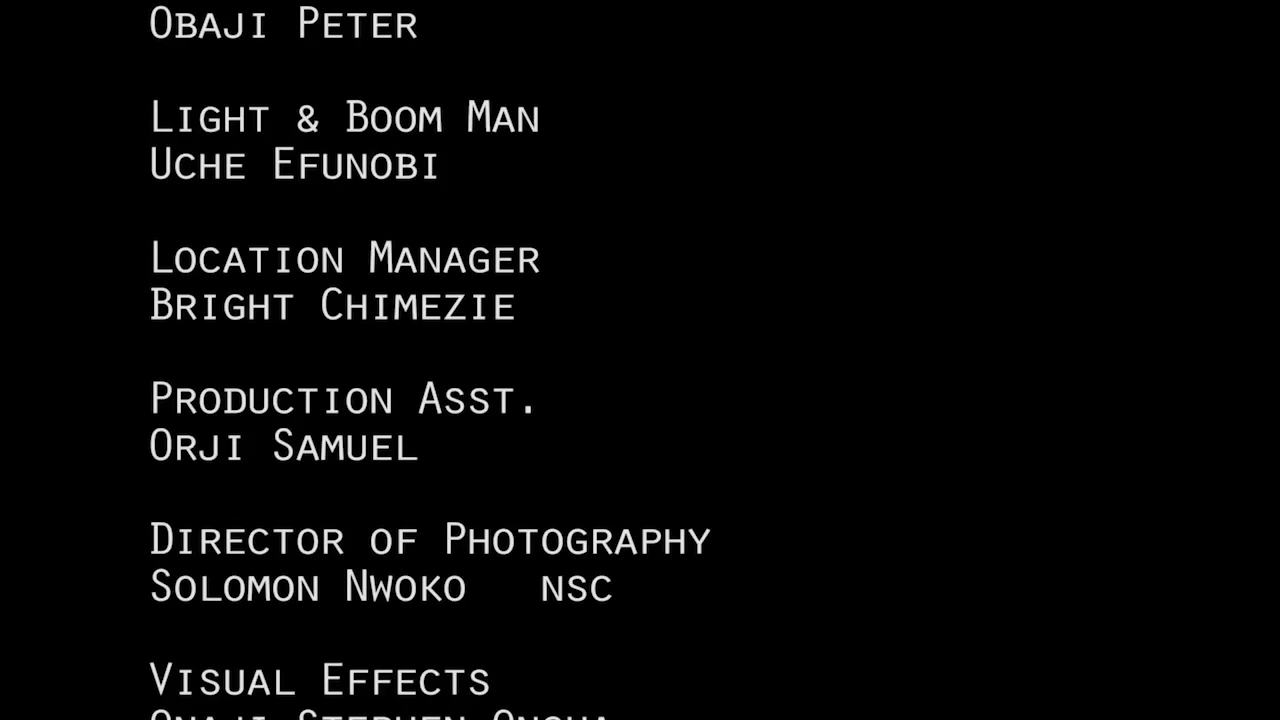 Obaji Peter
Light & Boom Man
Uche Efunobi
Location Manager
Bright Chimezie
Production Asst.
Orji Samuel
Director of Photography
Solomon Nwoko nsc
Visual Effects
Stephen